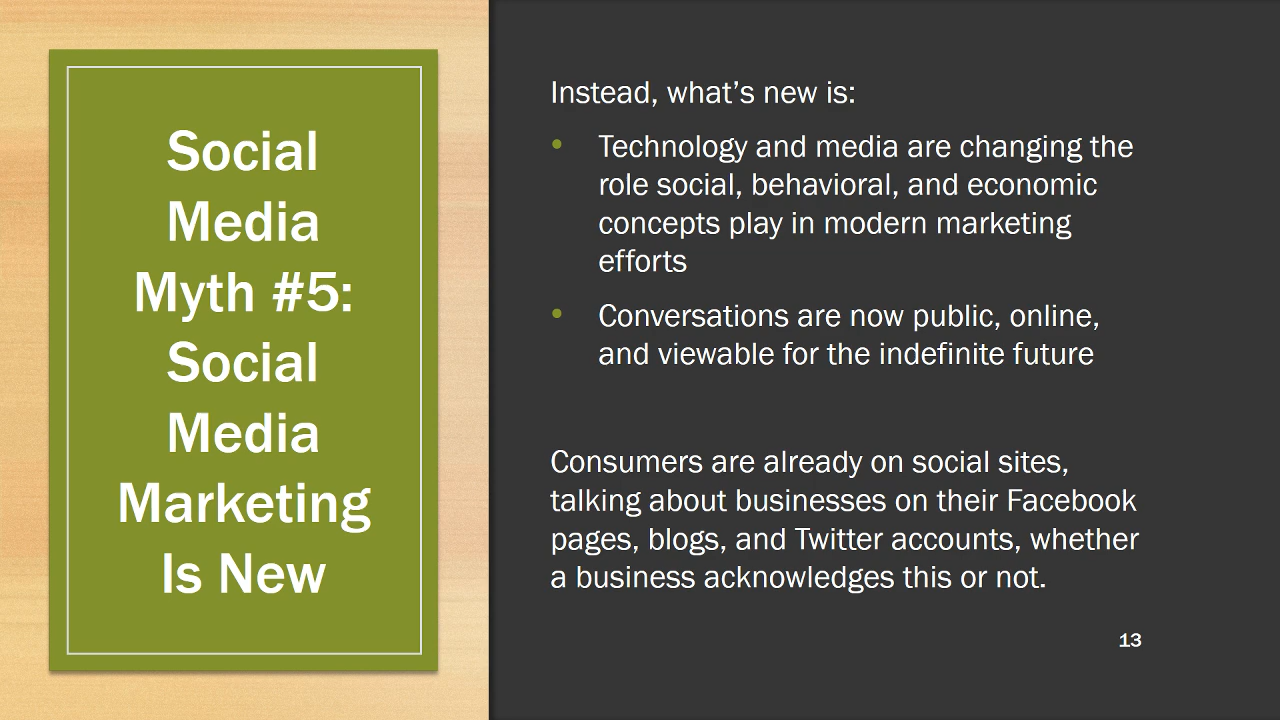 Social
Media
Myth #5:
Social
Media
Marketing
Is New
Instead, what’s new is:
• Technology and media are changing the
role social, behavioral, and economic
concepts play in modern marketing
efforts
• Conversations are now public, online,
and viewable for the indefinite future
Consumers are already on social sites,
talking about businesses on their Facebook
pages, blogs, and Twitter accounts, whether
a business acknowledges this or not.
13